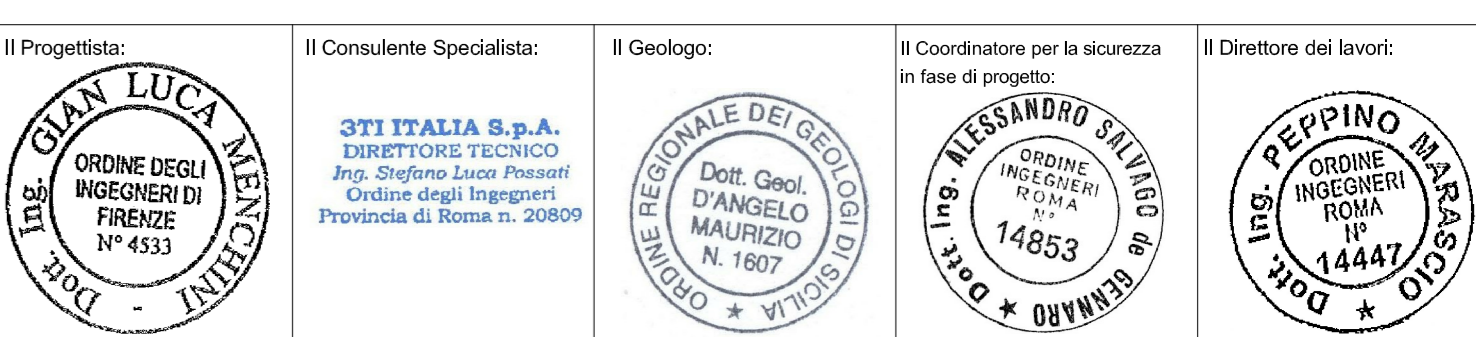 Il Progettista:
Dott. Ing. GIAN LUCA MENCHINI -
ORDINE DEGLI
INGEGNERI DI
FIRENZE
N° 4533
Il Consulente Specialista:
3TI ITALIA S.p.A.
DIRETTORE TECNICO
Ing. Stefano Luca Possati
Ordine degli Ingegneri
Provincia di Roma n. 20809
Il Geologo:
ORDINE REGIONALE DEI GEOLOGI DI SICILIA ★
Dott. Geol.
D'ANGELO
MAURIZIO
N. 1607
Il Coordinatore per la sicurezza
in fase di progetto:
Dott. Ing. ALESSANDRO SALVAGO de GENNARO ★
ORDINE
INGEGNERI
ROMA
N°
14853
Il Direttore dei lavori:
Dott. Ing. PEPPINO MARASCIO ★
ORDINE
INGEGNERI
ROMA
N°
14447